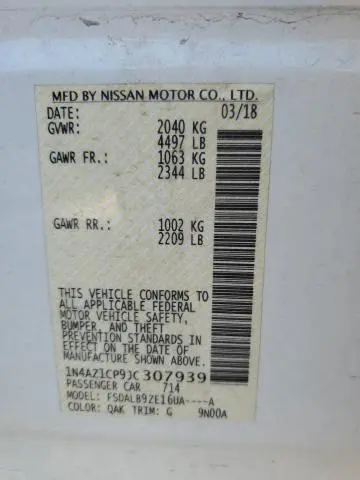 MFD BY NISSAN MOTOR CO., LTD.
DATE: 03/18
GVWR: 2040 KG
4497 LB
GAWR FR.: 1063 KG
2344 LB
GAWR RR.: 1002 KG
2209 LB
THIS VEHICLE CONFORMS TO
ALL APPLICABLE FEDERAL
MOTOR VEHICLE SAFETY,
BUMPER, AND THEFT
PREVENTION STANDARDS IN
EFFECT ON THE DATE OF
MANUFACTURE SHOWN ABOVE.
1N4AZ1CP9JC307939
PASSENGER CAR 714
MODEL: FSDALB9ZE16UA----A
COLOR: QAK TRIM: G 9N00A